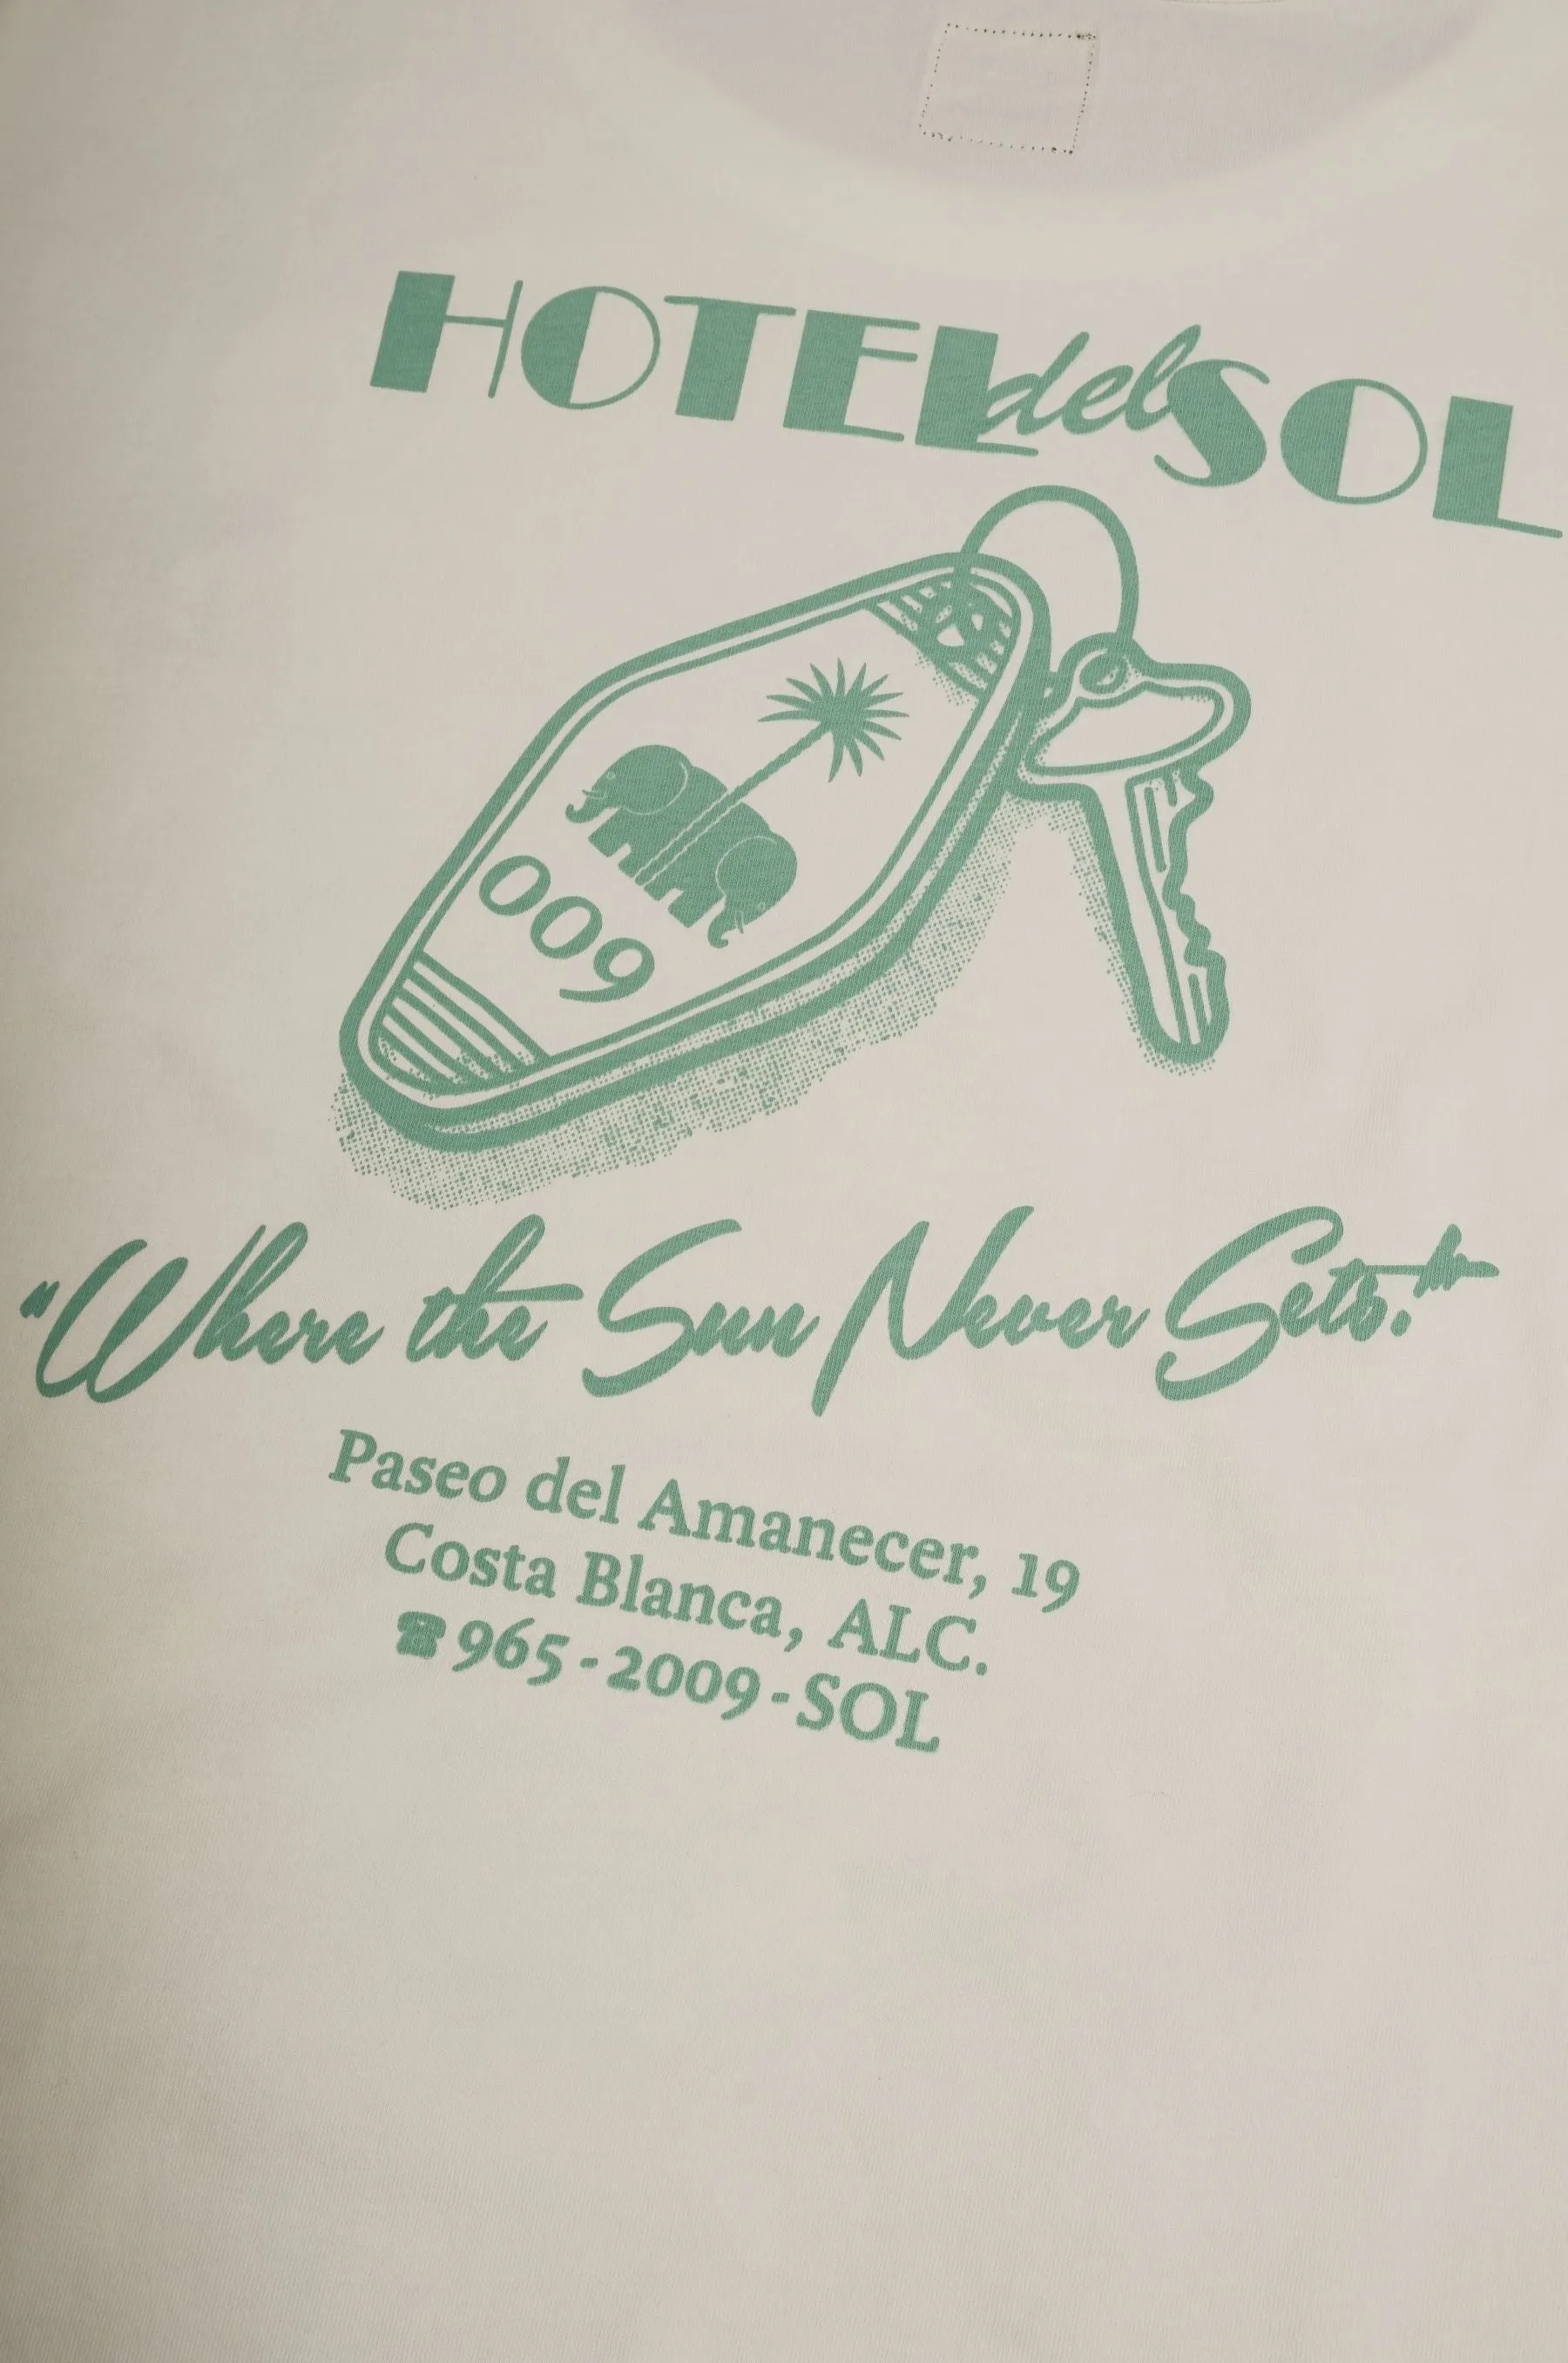 HOTEL del SOL
009
"Where the Sun Never Sets."
Paseo del Amanecer, 19
Costa Blanca, ALC.
☎ 965-2009-SOL